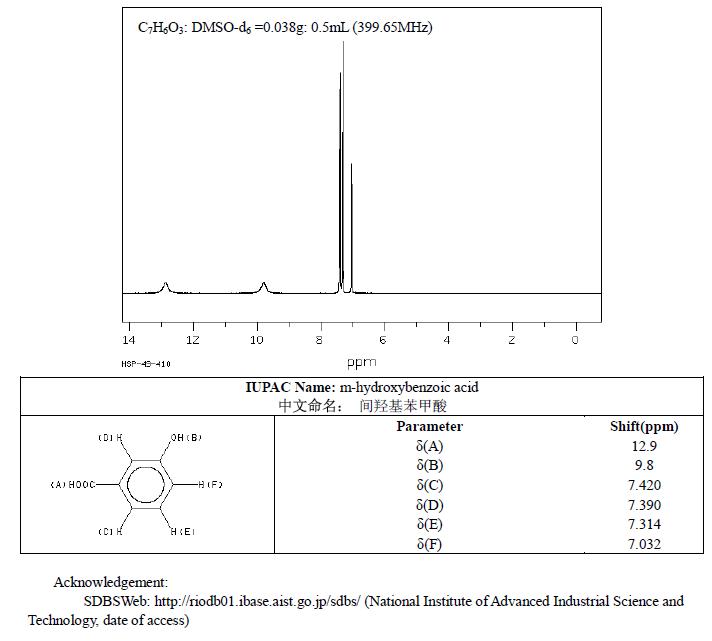 C₇H₆O₃: DMSO-d₆ =0.038g: 0.5mL (399.65MHz)
14 12 10 8 6 4 2 0
ppm
HSP-43-410
IUPAC Name: m-hydroxybenzoic acid
中文命名： 间羟基苯甲酸
Parameter Shift(ppm)
δ(A) 12.9
δ(B) 9.8
δ(C) 7.420
δ(D) 7.390
δ(E) 7.314
δ(F) 7.032
(D) H OH(B)
(A) HOOC H(F)
(C) H H(E)
Acknowledgement:
SDBSWeb: http://riodb01.ibase.aist.go.jp/sdbs/ (National Institute of Advanced Industrial Science and
Technology, date of access)